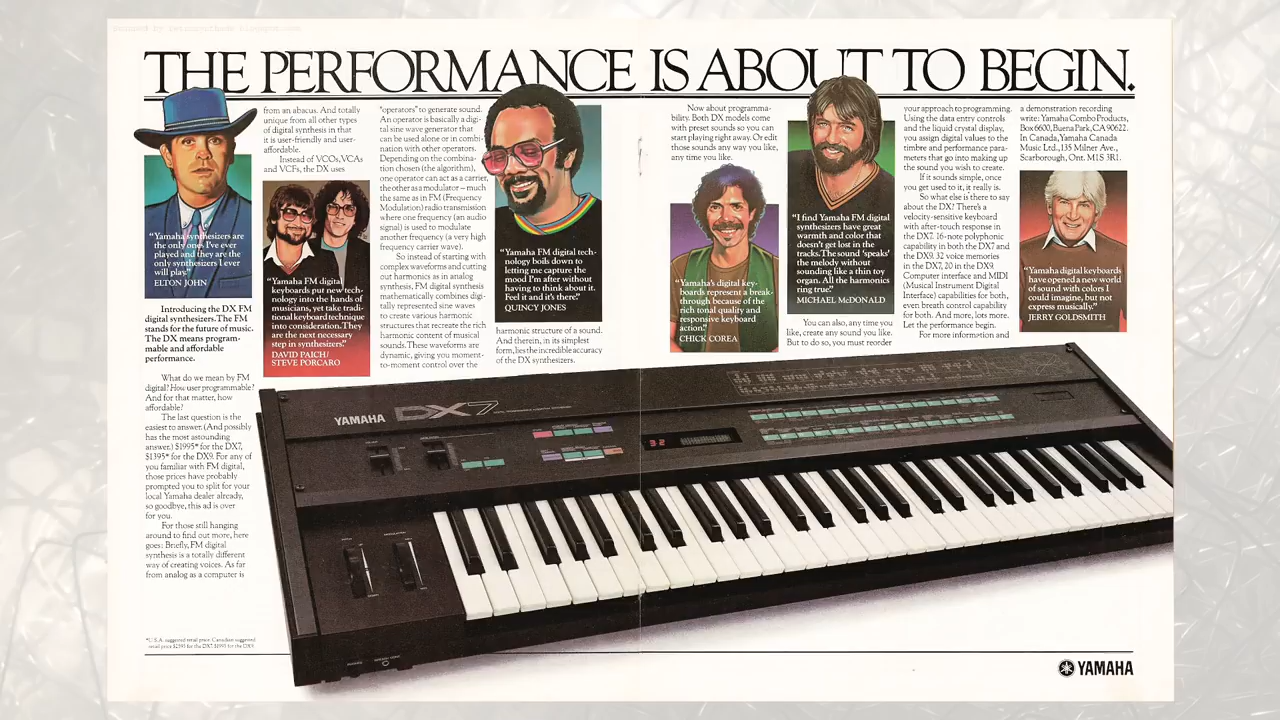 THE PERFORMANCE IS ABOUT TO BEGIN.
"Yamaha synthesizers are
the only ones I've ever
played and they are the
only synthesizers I ever
will play."
ELTON JOHN
Introducing the DX FM
digital synthesizers. The FM
stands for the future of music.
The DX means program-
mable and affordable
performance.
What do we mean by FM
digital? How user programmable?
And for that matter, how
affordable?
The last question is the
easiest to answer. (And possibly
has the most astounding
answer.) $1995* for the DX7,
$1395* for the DX9. For any of
you familiar with FM digital,
those prices have probably
prompted you to split for your
local Yamaha dealer already,
so goodbye, this ad is over
for you.
For those still hanging
around to find out more, here
goes: Briefly, FM digital
synthesis is a totally different
way of creating voices. As far
from analog as a computer is
*U.S.A. suggested retail price. Canadian suggested
retail price $2595 for the DX7, $1895 for the DX9.
from an abacus. And totally
unique from all other types
of digital synthesis in that
it is user-friendly and user-
affordable.
Instead of VCOs, VCAs
and VCFs, the DX uses
"Yamaha FM digital
keyboards put new tech-
nology into the hands of
musicians, yet take tradi-
tional keyboard technique
into consideration. They
are the next necessary
step in synthesizers."
DAVID PAICH/
STEVE PORCARO
"operators" to generate sound.
An operator is basically a digi-
tal sine wave generator that
can be used alone or in combi-
nation with other operators.
Depending on the combina-
tion chosen (the algorithm),
one operator can act as a carrier,
the other as a modulator – much
the same as in FM (Frequency
Modulation) radio transmission
where one frequency (an audio
signal) is used to modulate
another frequency (a very high
frequency carrier wave).
So instead of starting with
complex waveforms and cutting
out harmonics as in analog
synthesis, FM digital synthesis
mathematically combines digi-
tally represented sine waves
to create various harmonic
structures that recreate the rich
harmonic content of musical
sounds. These waveforms are
dynamic, giving you moment-
to-moment control over the
"Yamaha FM digital tech-
nology boils down to
letting me capture the
mood I'm after without
having to think about it.
Feel it and it's there."
QUINCY JONES
harmonic structure of a sound.
And therein, in its simplest
form, lies the incredible accuracy
of the DX synthesizers.
Now about programma-
bility. Both DX models come
with preset sounds so you can
start playing right away. Or edit
those sounds any way you like,
any time you like.
"Yamaha's digital key-
boards represent a break-
through because of the
rich tonal quality and
responsive keyboard
action."
CHICK COREA
"I find Yamaha FM digital
synthesizers have great
warmth and color that
doesn't get lost in the
tracks. The sound 'speaks'
the melody without
sounding like a thin toy
organ. All the harmonics
ring true."
MICHAEL McDONALD
You can also, any time you
like, create any sound you like.
But to do so, you must reorder
your approach to programming.
Using the data entry controls
and the liquid crystal display,
you assign digital values to the
timbre and performance para-
meters that go into making up
the sound you wish to create.
If it sounds simple, once
you get used to it, it really is.
So what else is there to say
about the DX? There's a
velocity-sensitive keyboard
with after-touch response in
the DX7. 16-note polyphonic
capability in both the DX7 and
the DX9. 32 voice memories
in the DX7, 20 in the DX9.
Computer interface and MIDI
(Musical Instrument Digital
Interface) capabilities for both,
even breath control capability
for both. And more, lots more.
Let the performance begin.
For more information and
a demonstration recording
write: Yamaha Combo Products,
Box 6600, Buena Park, CA 90622.
In Canada, Yamaha Canada
Music Ltd., 135 Milner Ave.,
Scarborough, Ont. M1S 3R1.
"Yamaha digital keyboards
have opened a new world
of sound with colors I
could imagine, but not
express musically."
JERRY GOLDSMITH
YAMAHA DX7
32
YAMAHA